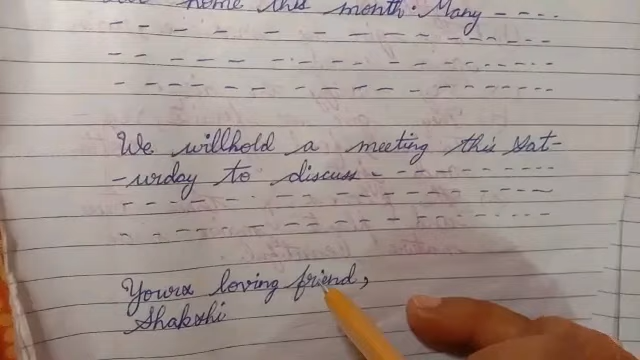 home this month. Many - - - -
- - - - - - - - - - - - - -
- - - - - - - - - - - - - -
- - - - - - - - - - - - - -
We willhold a meeting this Sat-
-urday to discuss - - - - - - - - -
- - - - - - - - - - - - - -
- - - - - - - - - - - - - -
Yours loving friend,
Shakshi